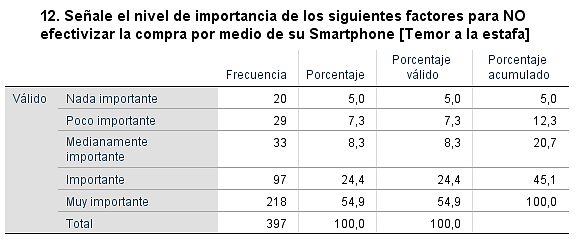 12. Señale el nivel de importancia de los siguientes factores para NO
efectivizar la compra por medio de su Smartphone [Temor a la estafa]
Frecuencia Porcentaje Porcentaje válido Porcentaje acumulado
Válido Nada importante 20 5,0 5,0 5,0
Poco importante 29 7,3 7,3 12,3
Medianamente importante 33 8,3 8,3 20,7
Importante 97 24,4 24,4 45,1
Muy importante 218 54,9 54,9 100,0
Total 397 100,0 100,0